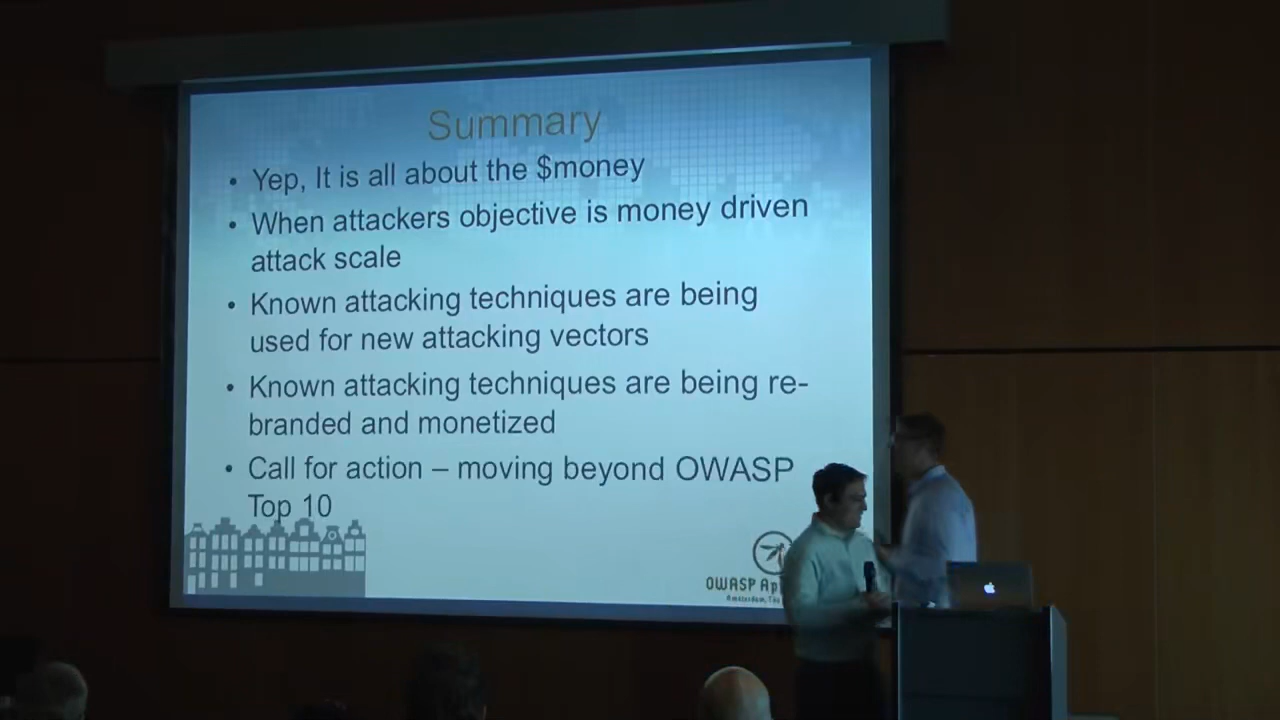 Summary
• Yep, It is all about the $money
• When attackers objective is money driven
attack scale
• Known attacking techniques are being
used for new attacking vectors
• Known attacking techniques are being re-
branded and monetized
• Call for action – moving beyond OWASP
Top 10
OWASP